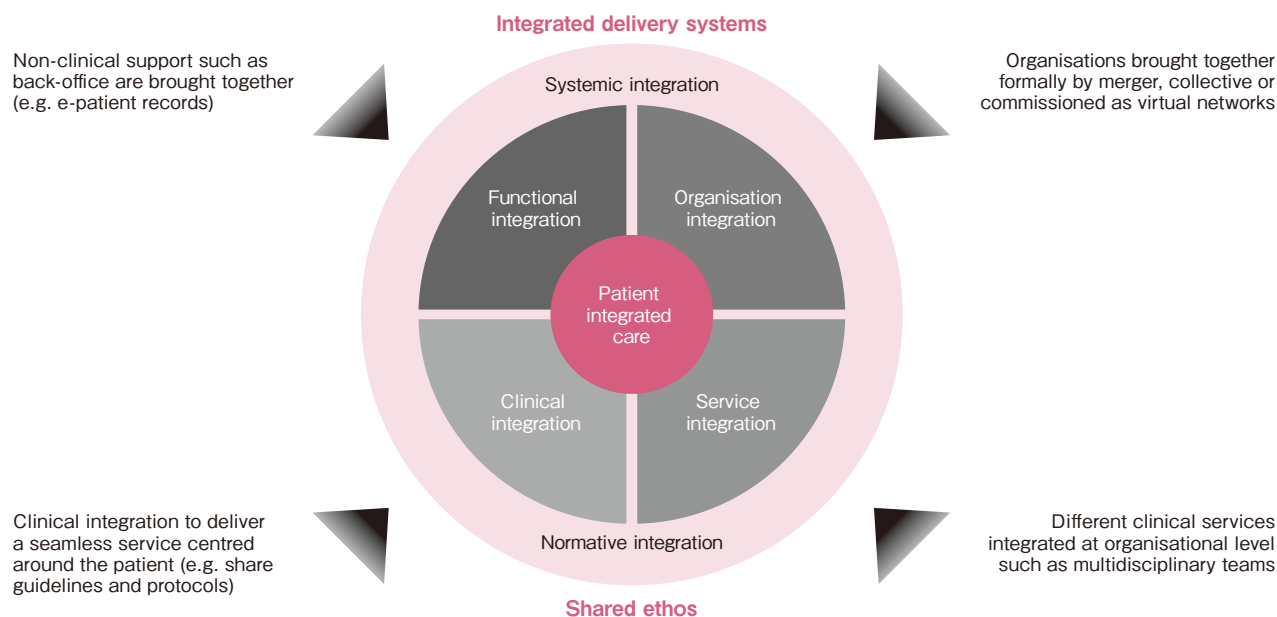 Integrated delivery systems
Non-clinical support such as
back-office are brought together
(e.g. e-patient records)
Organisations brought together
formally by merger, collective or
commissioned as virtual networks
Systemic integration
Functional
integration
Organisation
integration
Patient
integrated
care
Clinical
integration
Service
integration
Normative integration
Clinical integration to deliver
a seamless service centred
around the patient (e.g. share
guidelines and protocols)
Different clinical services
integrated at organisational level
such as multidisciplinary teams
Shared ethos